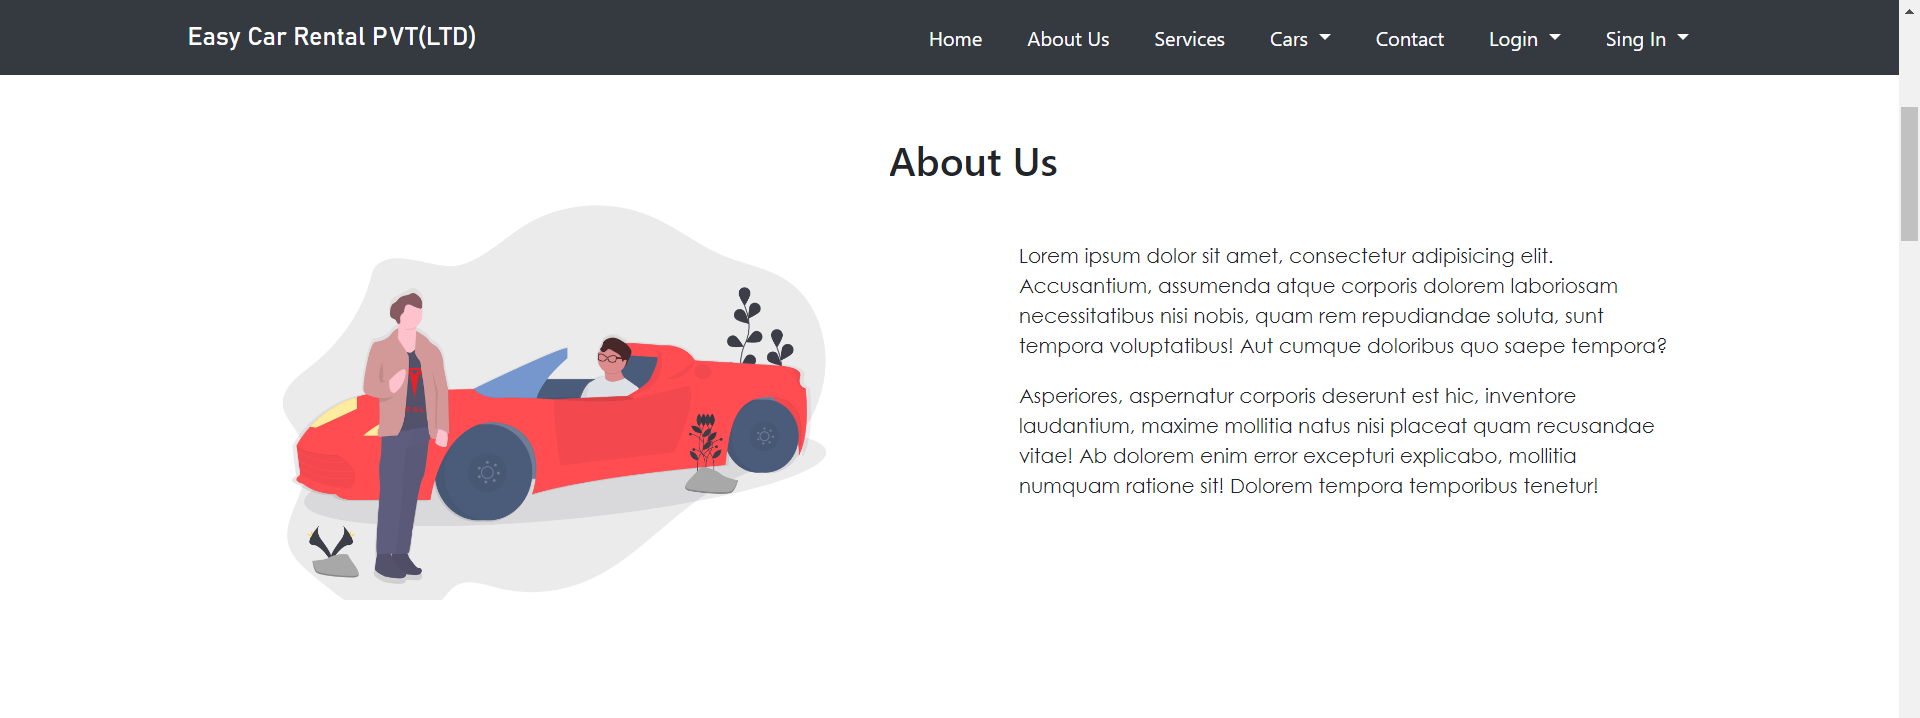 Easy Car Rental PVT(LTD)
Home About Us Services Cars Contact Login Sing In
About Us
Lorem ipsum dolor sit amet, consectetur adipisicing elit.
Accusantium, assumenda atque corporis dolorem laboriosam
necessitatibus nisi nobis, quam rem repudiandae soluta, sunt
tempora voluptatibus! Aut cumque doloribus quo saepe tempora?
Asperiores, aspernatur corporis deserunt est hic, inventore
laudantium, maxime mollitia natus nisi placeat quam recusandae
vitae! Ab dolorem enim error excepturi explicabo, mollitia
numquam ratione sit! Dolorem tempora temporibus tenetur!